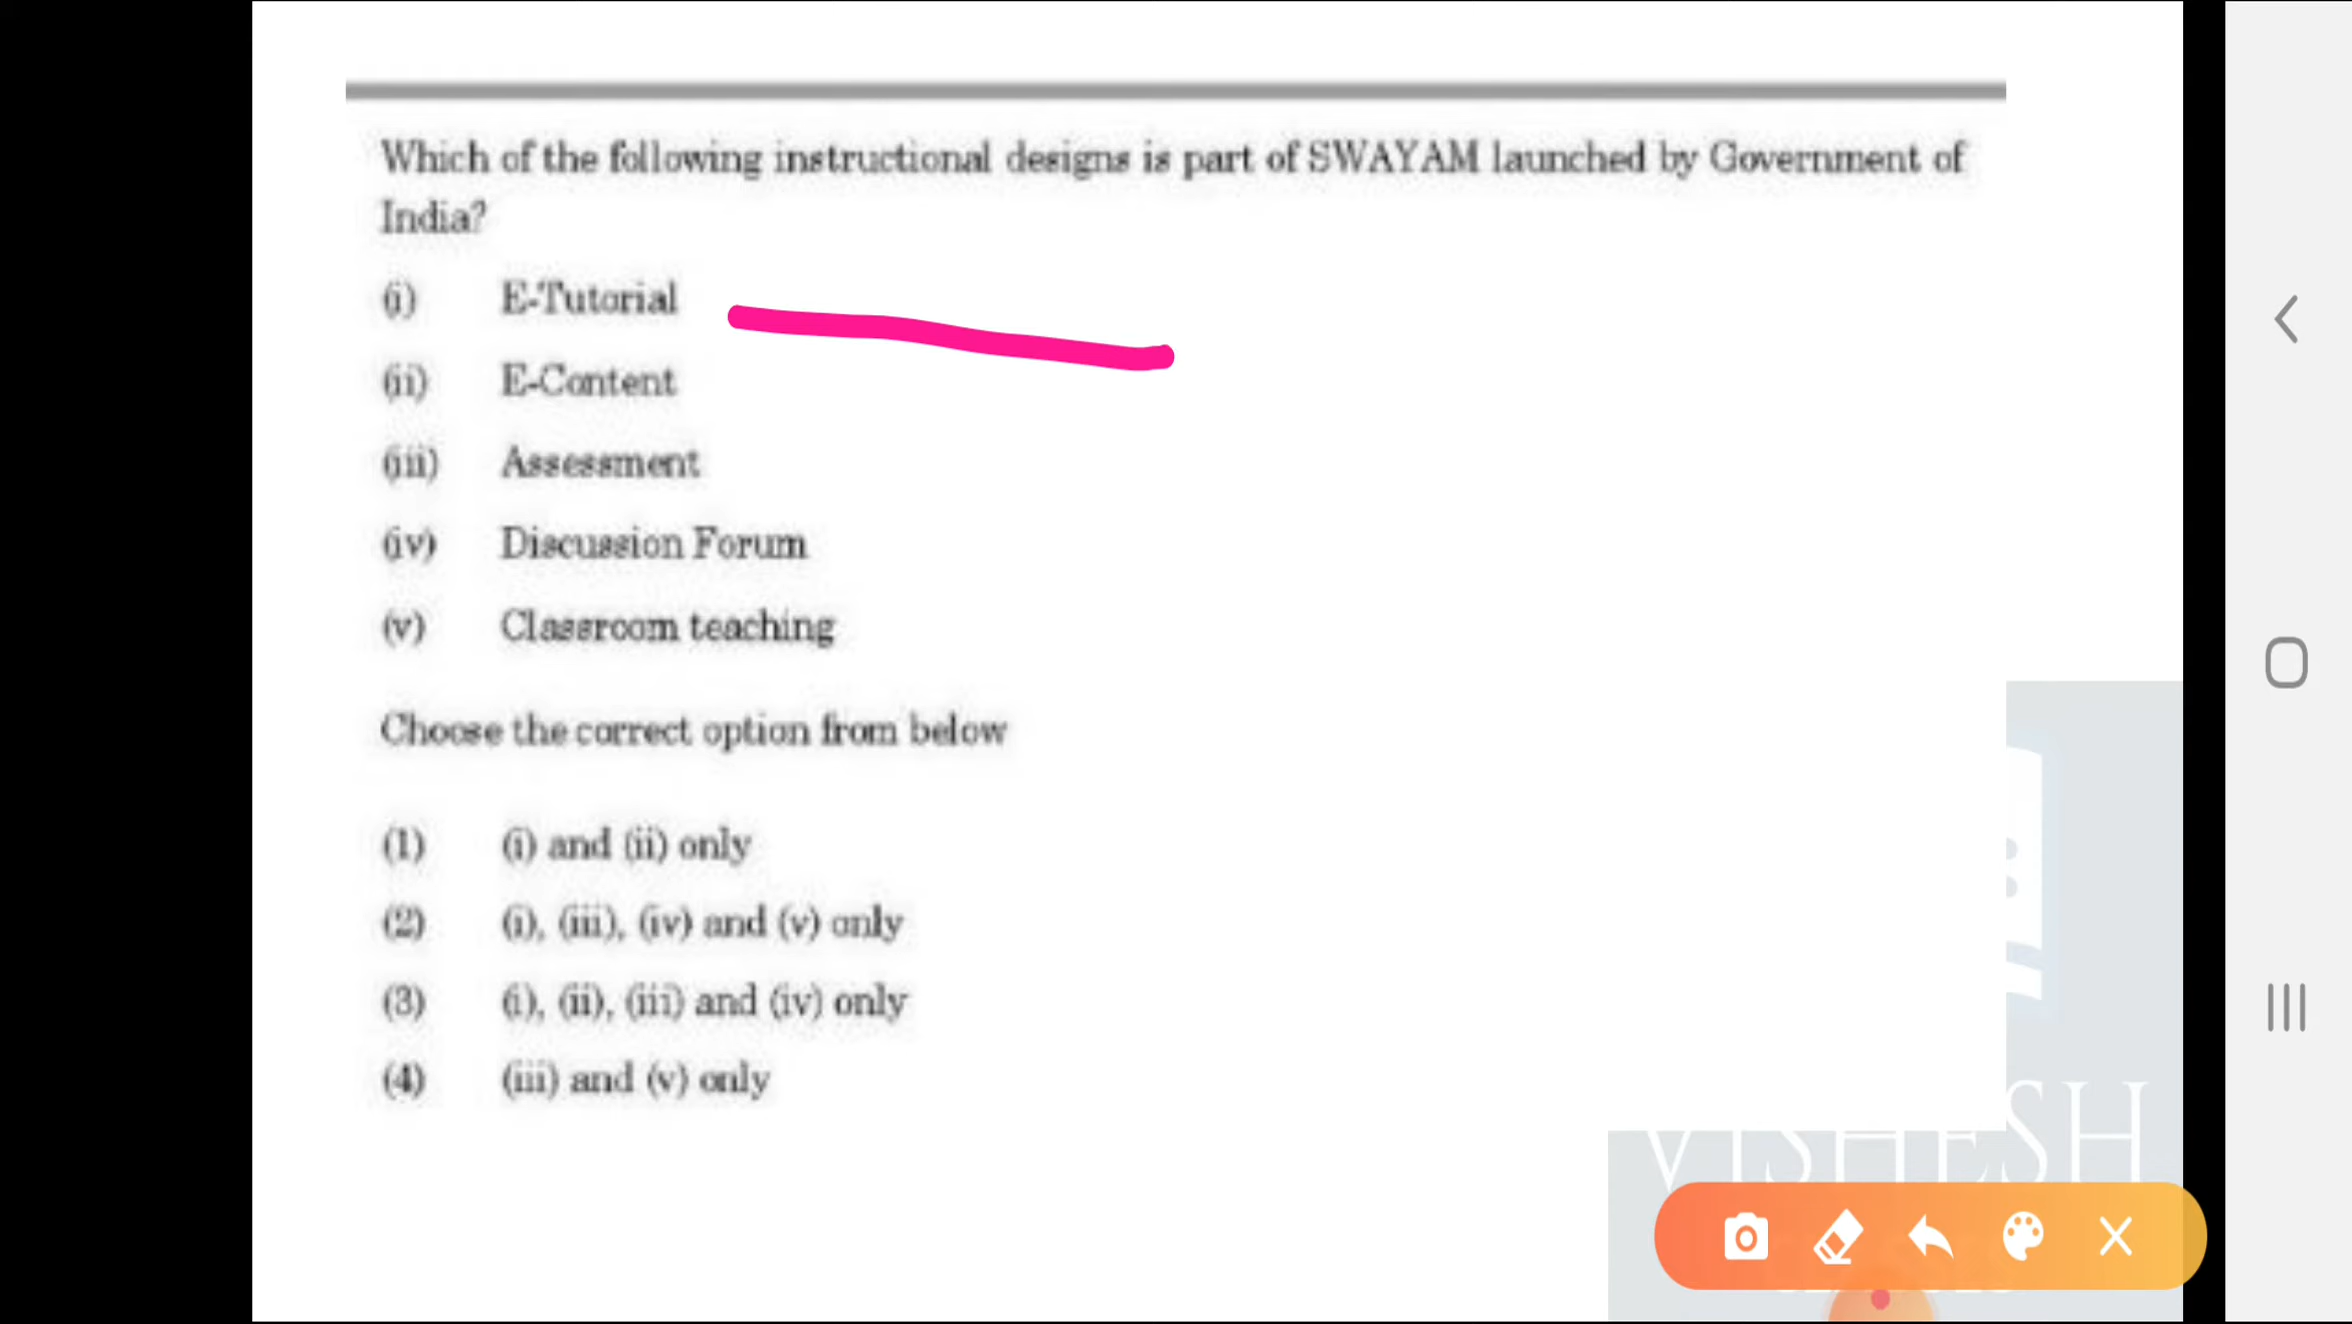 Which of the following instructional designs is part of SWAYAM launched by Government of
India?
(i) E-Tutorial
(ii) E-Content
(iii) Assessment
(iv) Discussion Forum
(v) Classroom teaching
Choose the correct option from below
(1) (i) and (ii) only
(2) (i), (iii), (iv) and (v) only
(3) (i), (ii), (iii) and (iv) only
(4) (iii) and (v) only
VISHESH